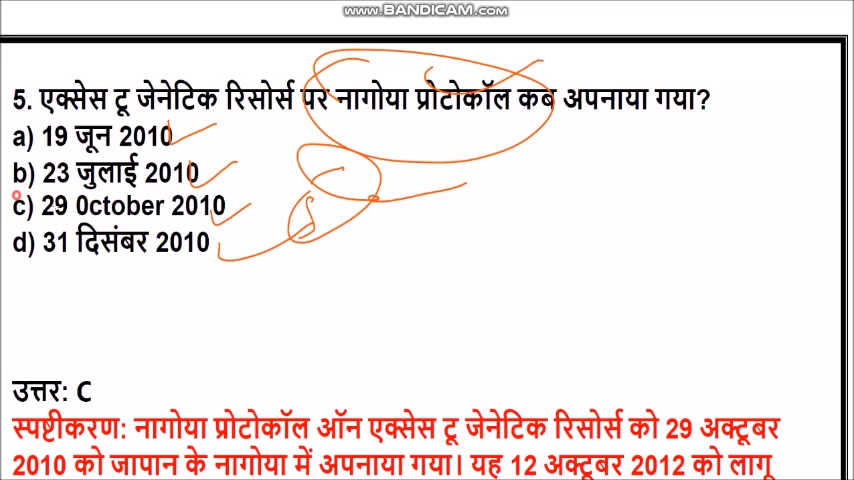 www.BANDICAM.com
5. एक्सेस टू जेनेटिक रिसोर्स पर नागोया प्रोटोकॉल कब अपनाया गया?
a) 19 जून 2010
b) 23 जुलाई 2010
c) 29 0ctober 2010
d) 31 दिसंबर 2010
उत्तर: C
स्पष्टीकरण: नागोया प्रोटोकॉल ऑन एक्सेस टू जेनेटिक रिसोर्स को 29 अक्टूबर
2010 को जापान के नागोया में अपनाया गया। यह 12 अक्टूबर 2012 को लागू